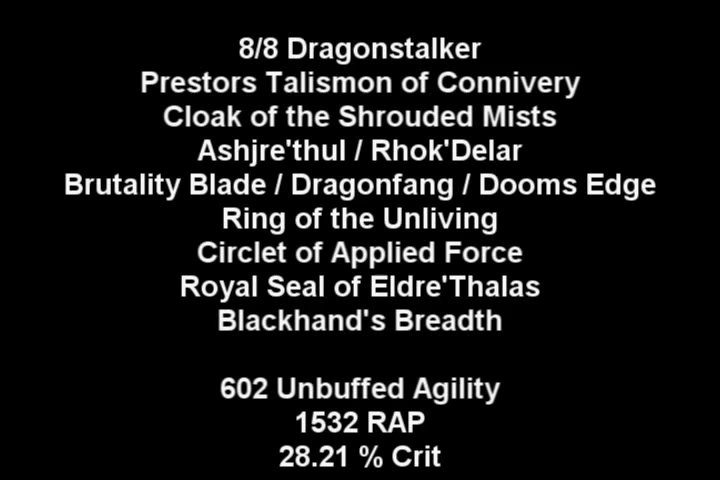 8/8 Dragonstalker
Prestors Talismon of Connivery
Cloak of the Shrouded Mists
Ashjre'thul / Rhok'Delar
Brutality Blade / Dragonfang / Dooms Edge
Ring of the Unliving
Circlet of Applied Force
Royal Seal of Eldre'Thalas
Blackhand's Breadth
602 Unbuffed Agility
1532 RAP
28.21 % Crit